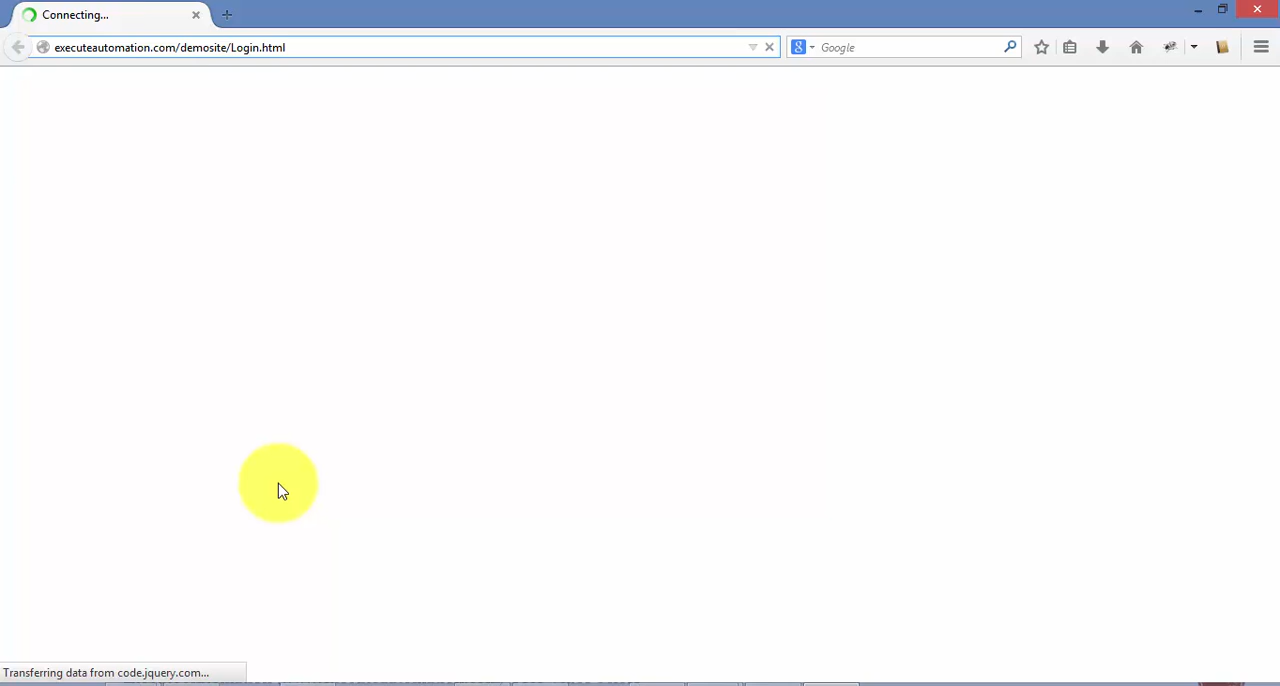 Connecting...
executeautomation.com/demosite/Login.html
Google
Transferring data from code.jquery.com...